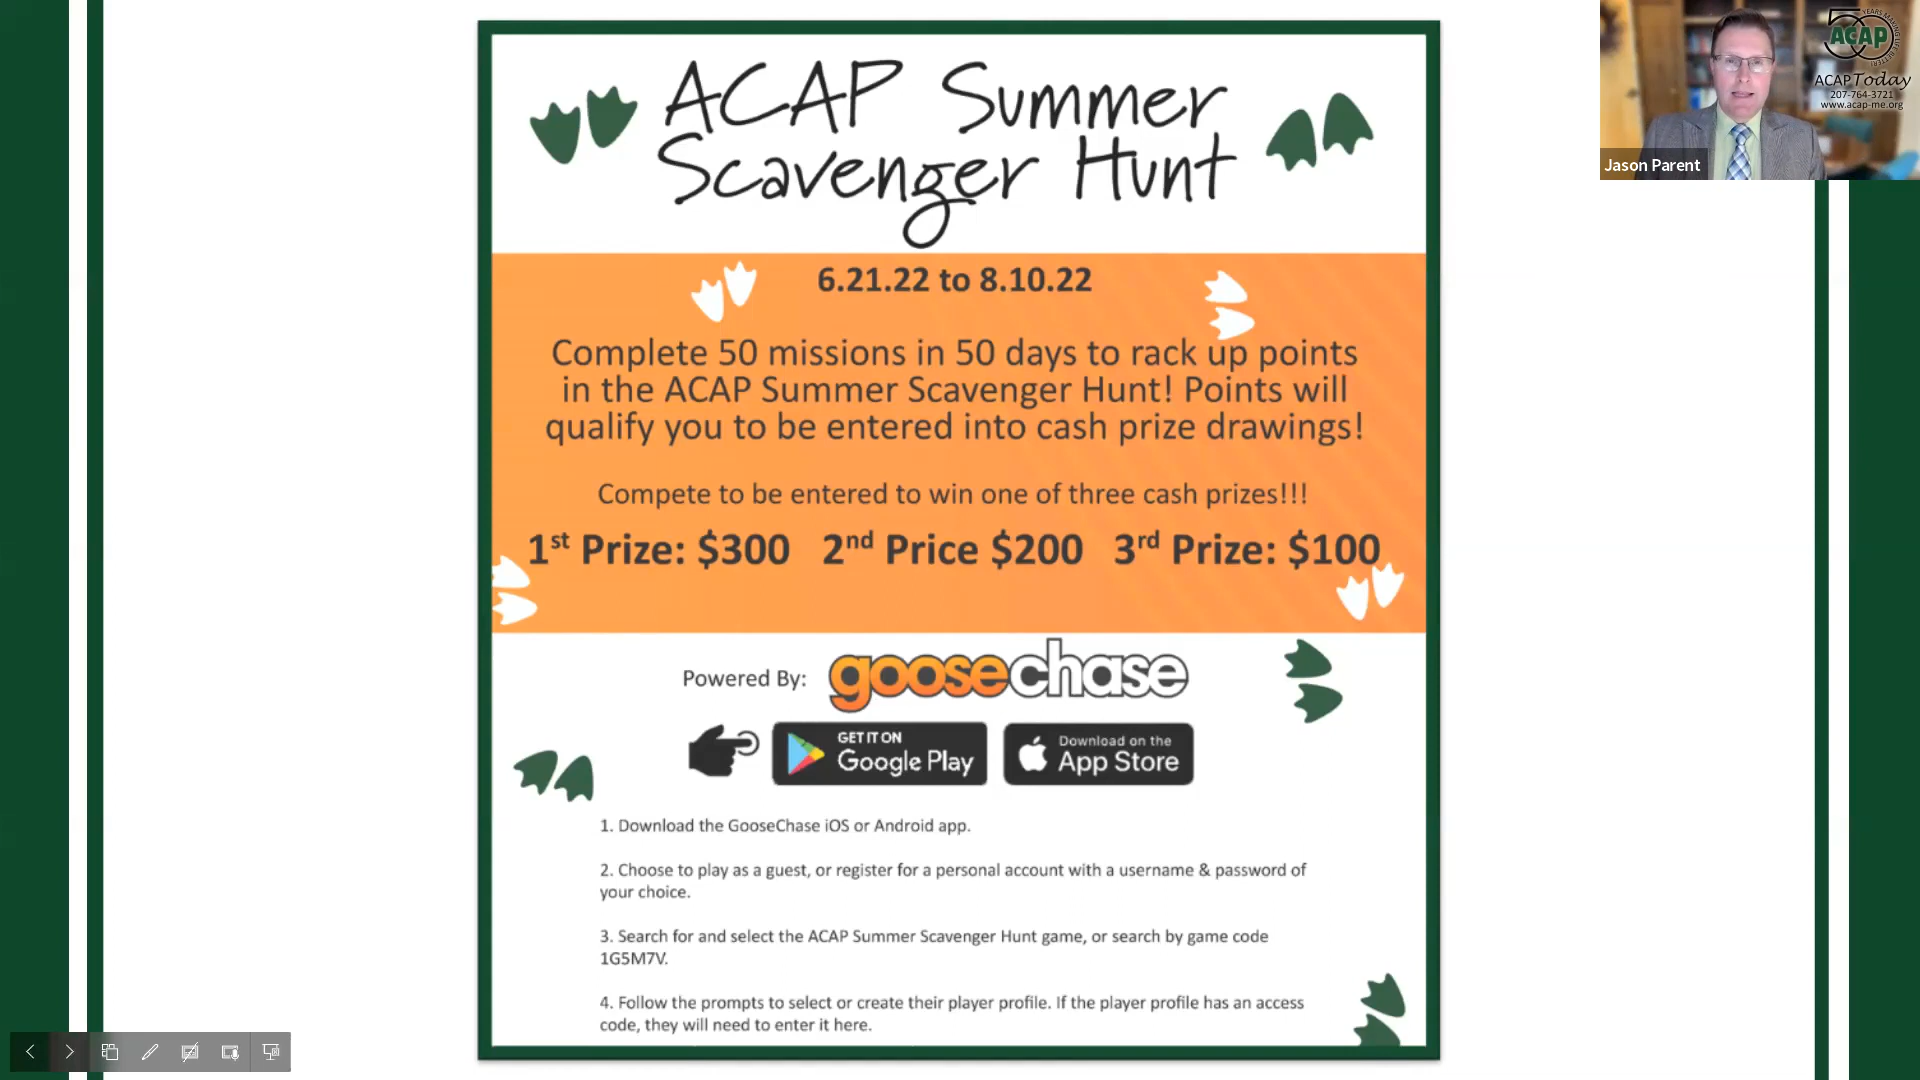 ACAP Summer
Scavenger Hunt
6.21.22 to 8.10.22
Complete 50 missions in 50 days to rack up points
in the ACAP Summer Scavenger Hunt! Points will
qualify you to be entered into cash prize drawings!
Compete to be entered to win one of three cash prizes!!!
1st Prize: $300 2nd Price $200 3rd Prize: $100
Powered By: goosechase
GET IT ON
Google Play
Download on the
App Store
1. Download the GooseChase iOS or Android app.
2. Choose to play as a guest, or register for a personal account with a username & password of
your choice.
3. Search for and select the ACAP Summer Scavenger Hunt game, or search by game code
1G5M7V.
4. Follow the prompts to select or create their player profile. If the player profile has an access
code, they will need to enter it here.
50
YEARS MAKING LIFE BETTER!
ACAP
ACAP Today
207-764-3721
www.acap-me.org
Jason Parent